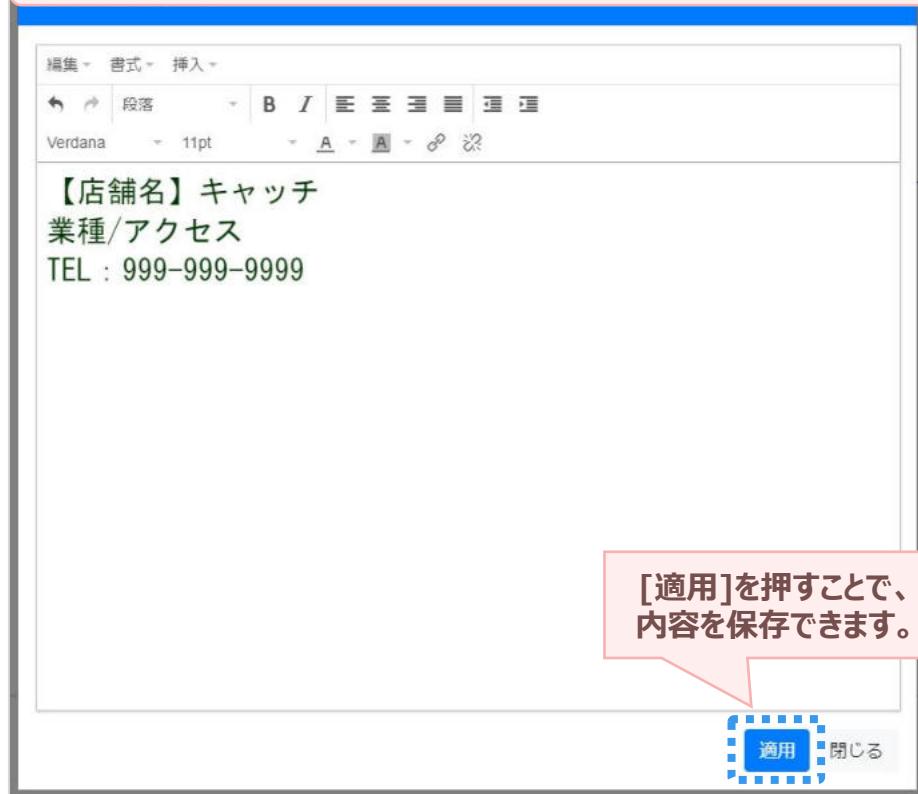 編集 書式 挿入
段落 B I
Verdana 11pt A A
【店舗名】キャッチ
業種/アクセス
TEL：999-999-9999
[適用]を押すことで、
内容を保存できます。
適用 閉じる